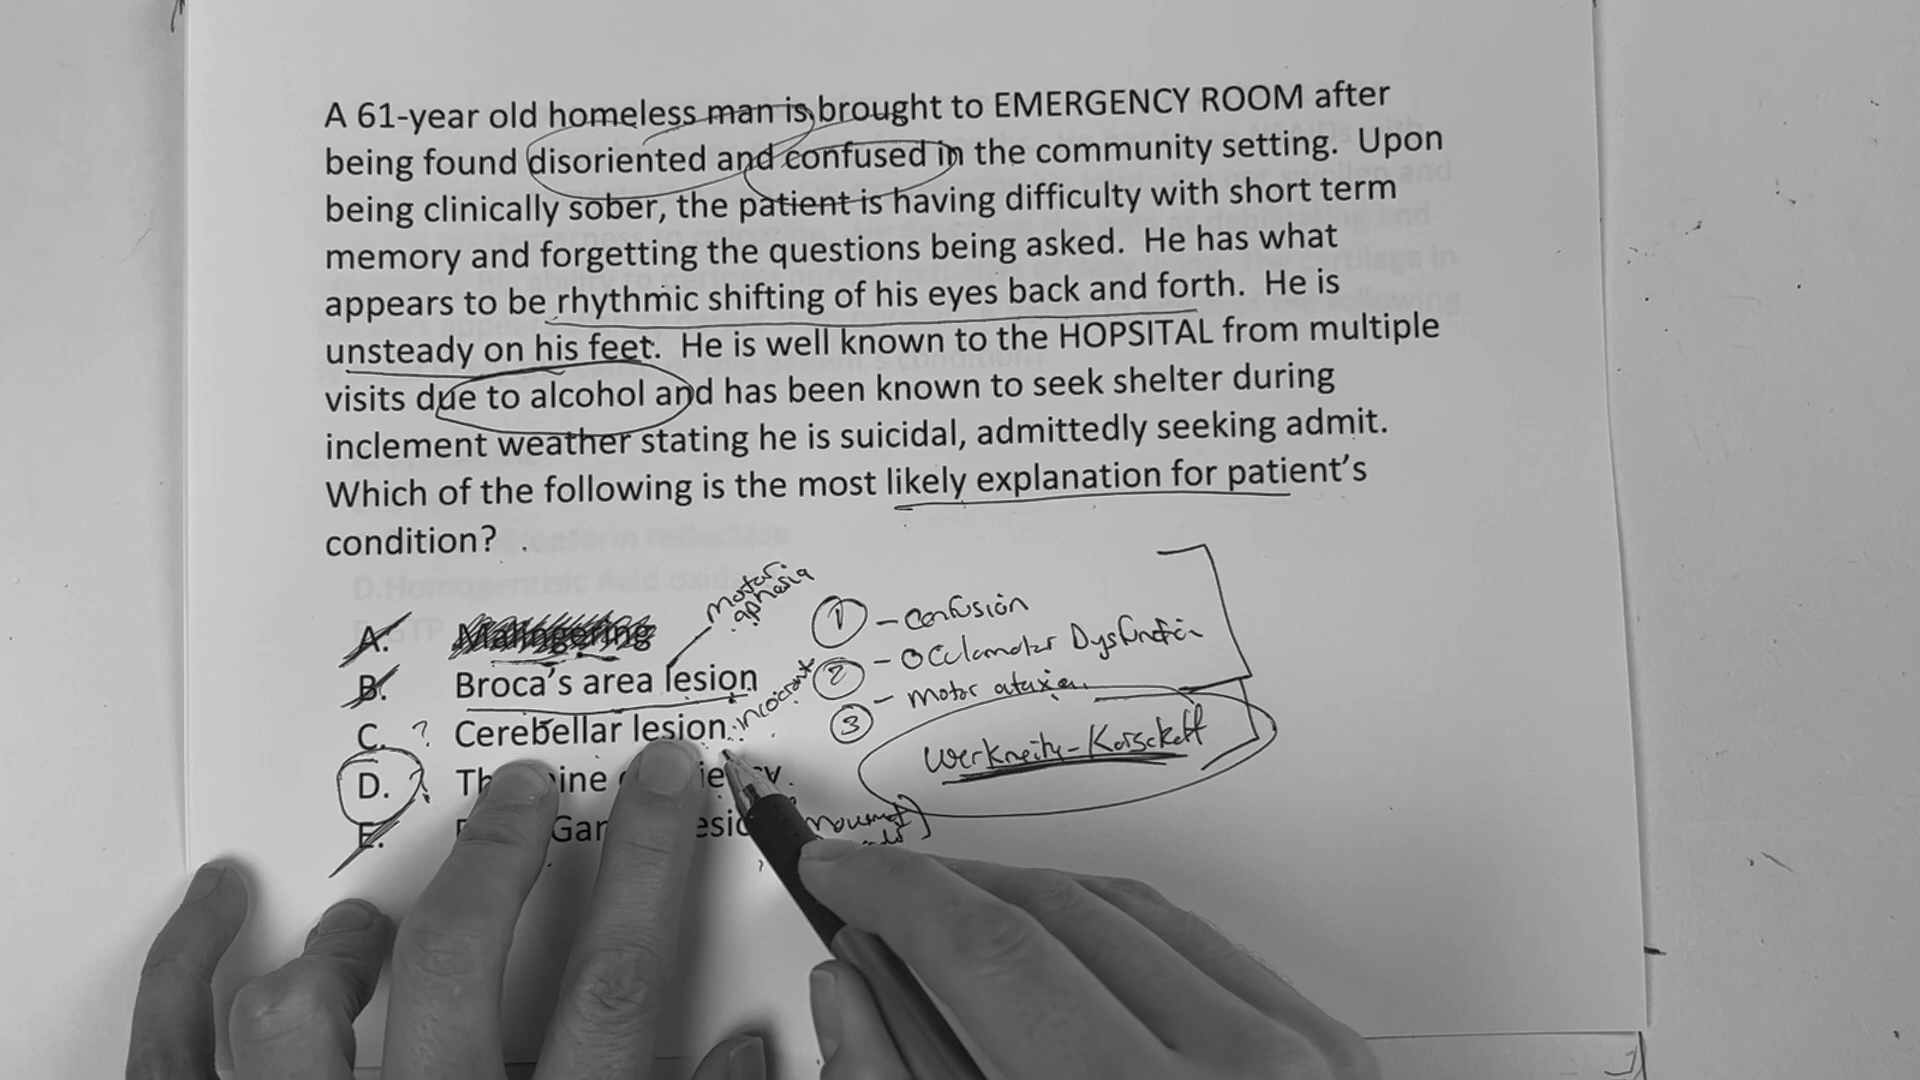 A 61-year old homeless man is brought to EMERGENCY ROOM after
being found disoriented and confused in the community setting. Upon
being clinically sober, the patient is having difficulty with short term
memory and forgetting the questions being asked. He has what
appears to be rhythmic shifting of his eyes back and forth. He is
unsteady on his feet. He is well known to the HOPSITAL from multiple
visits due to alcohol and has been known to seek shelter during
inclement weather stating he is suicidal, admittedly seeking admit.
Which of the following is the most likely explanation for patient's
condition?
A. Malingering
B. Broca's area lesion
motor
aphasia
C. ? Cerebellar lesion
D. Th ine ie y
E. Gan esio
① - confusion
② - Oculomotor Dysfunction
③ - motor ataxia